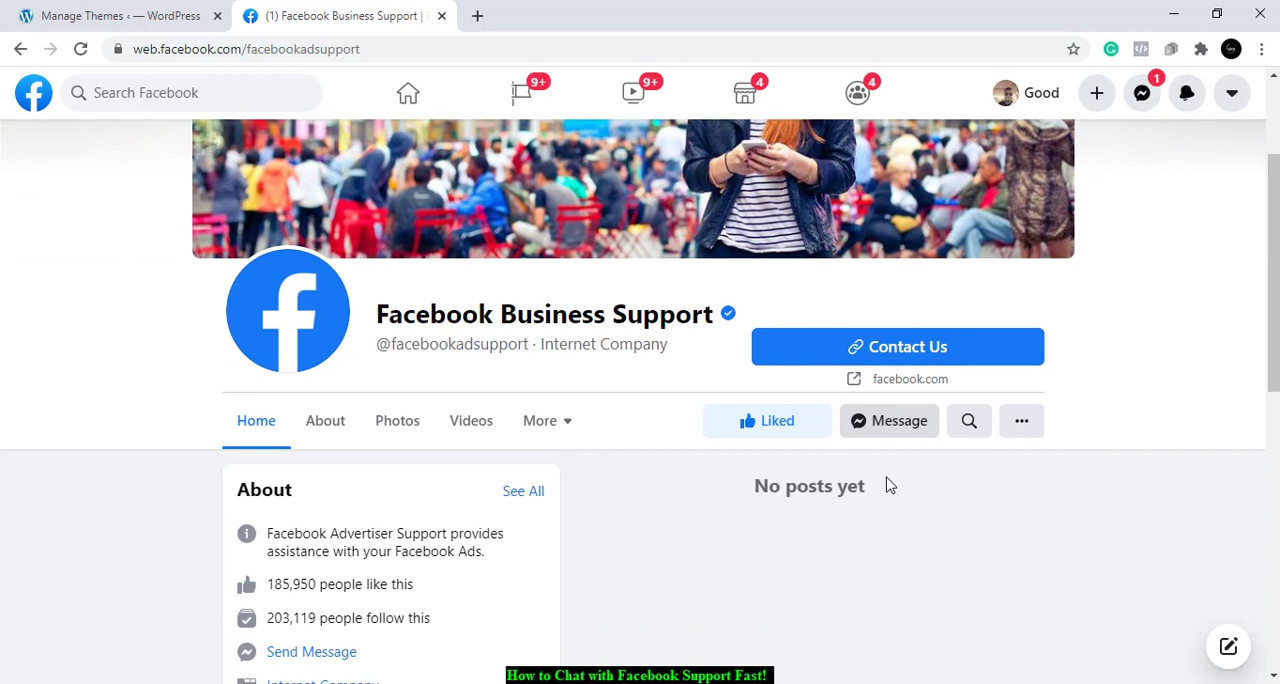 Manage Themes ‹ — WordPress
(1) Facebook Business Support |
web.facebook.com/facebookadsupport
Search Facebook
9+
9+
4
4
Good
1
Facebook Business Support
@facebookadsupport · Internet Company
Contact Us
facebook.com
Home
About
Photos
Videos
More
Liked
Message
About
See All
No posts yet
Facebook Advertiser Support provides
assistance with your Facebook Ads.
185,950 people like this
203,119 people follow this
Send Message
Internet Company
How to Chat with Facebook Support Fast!